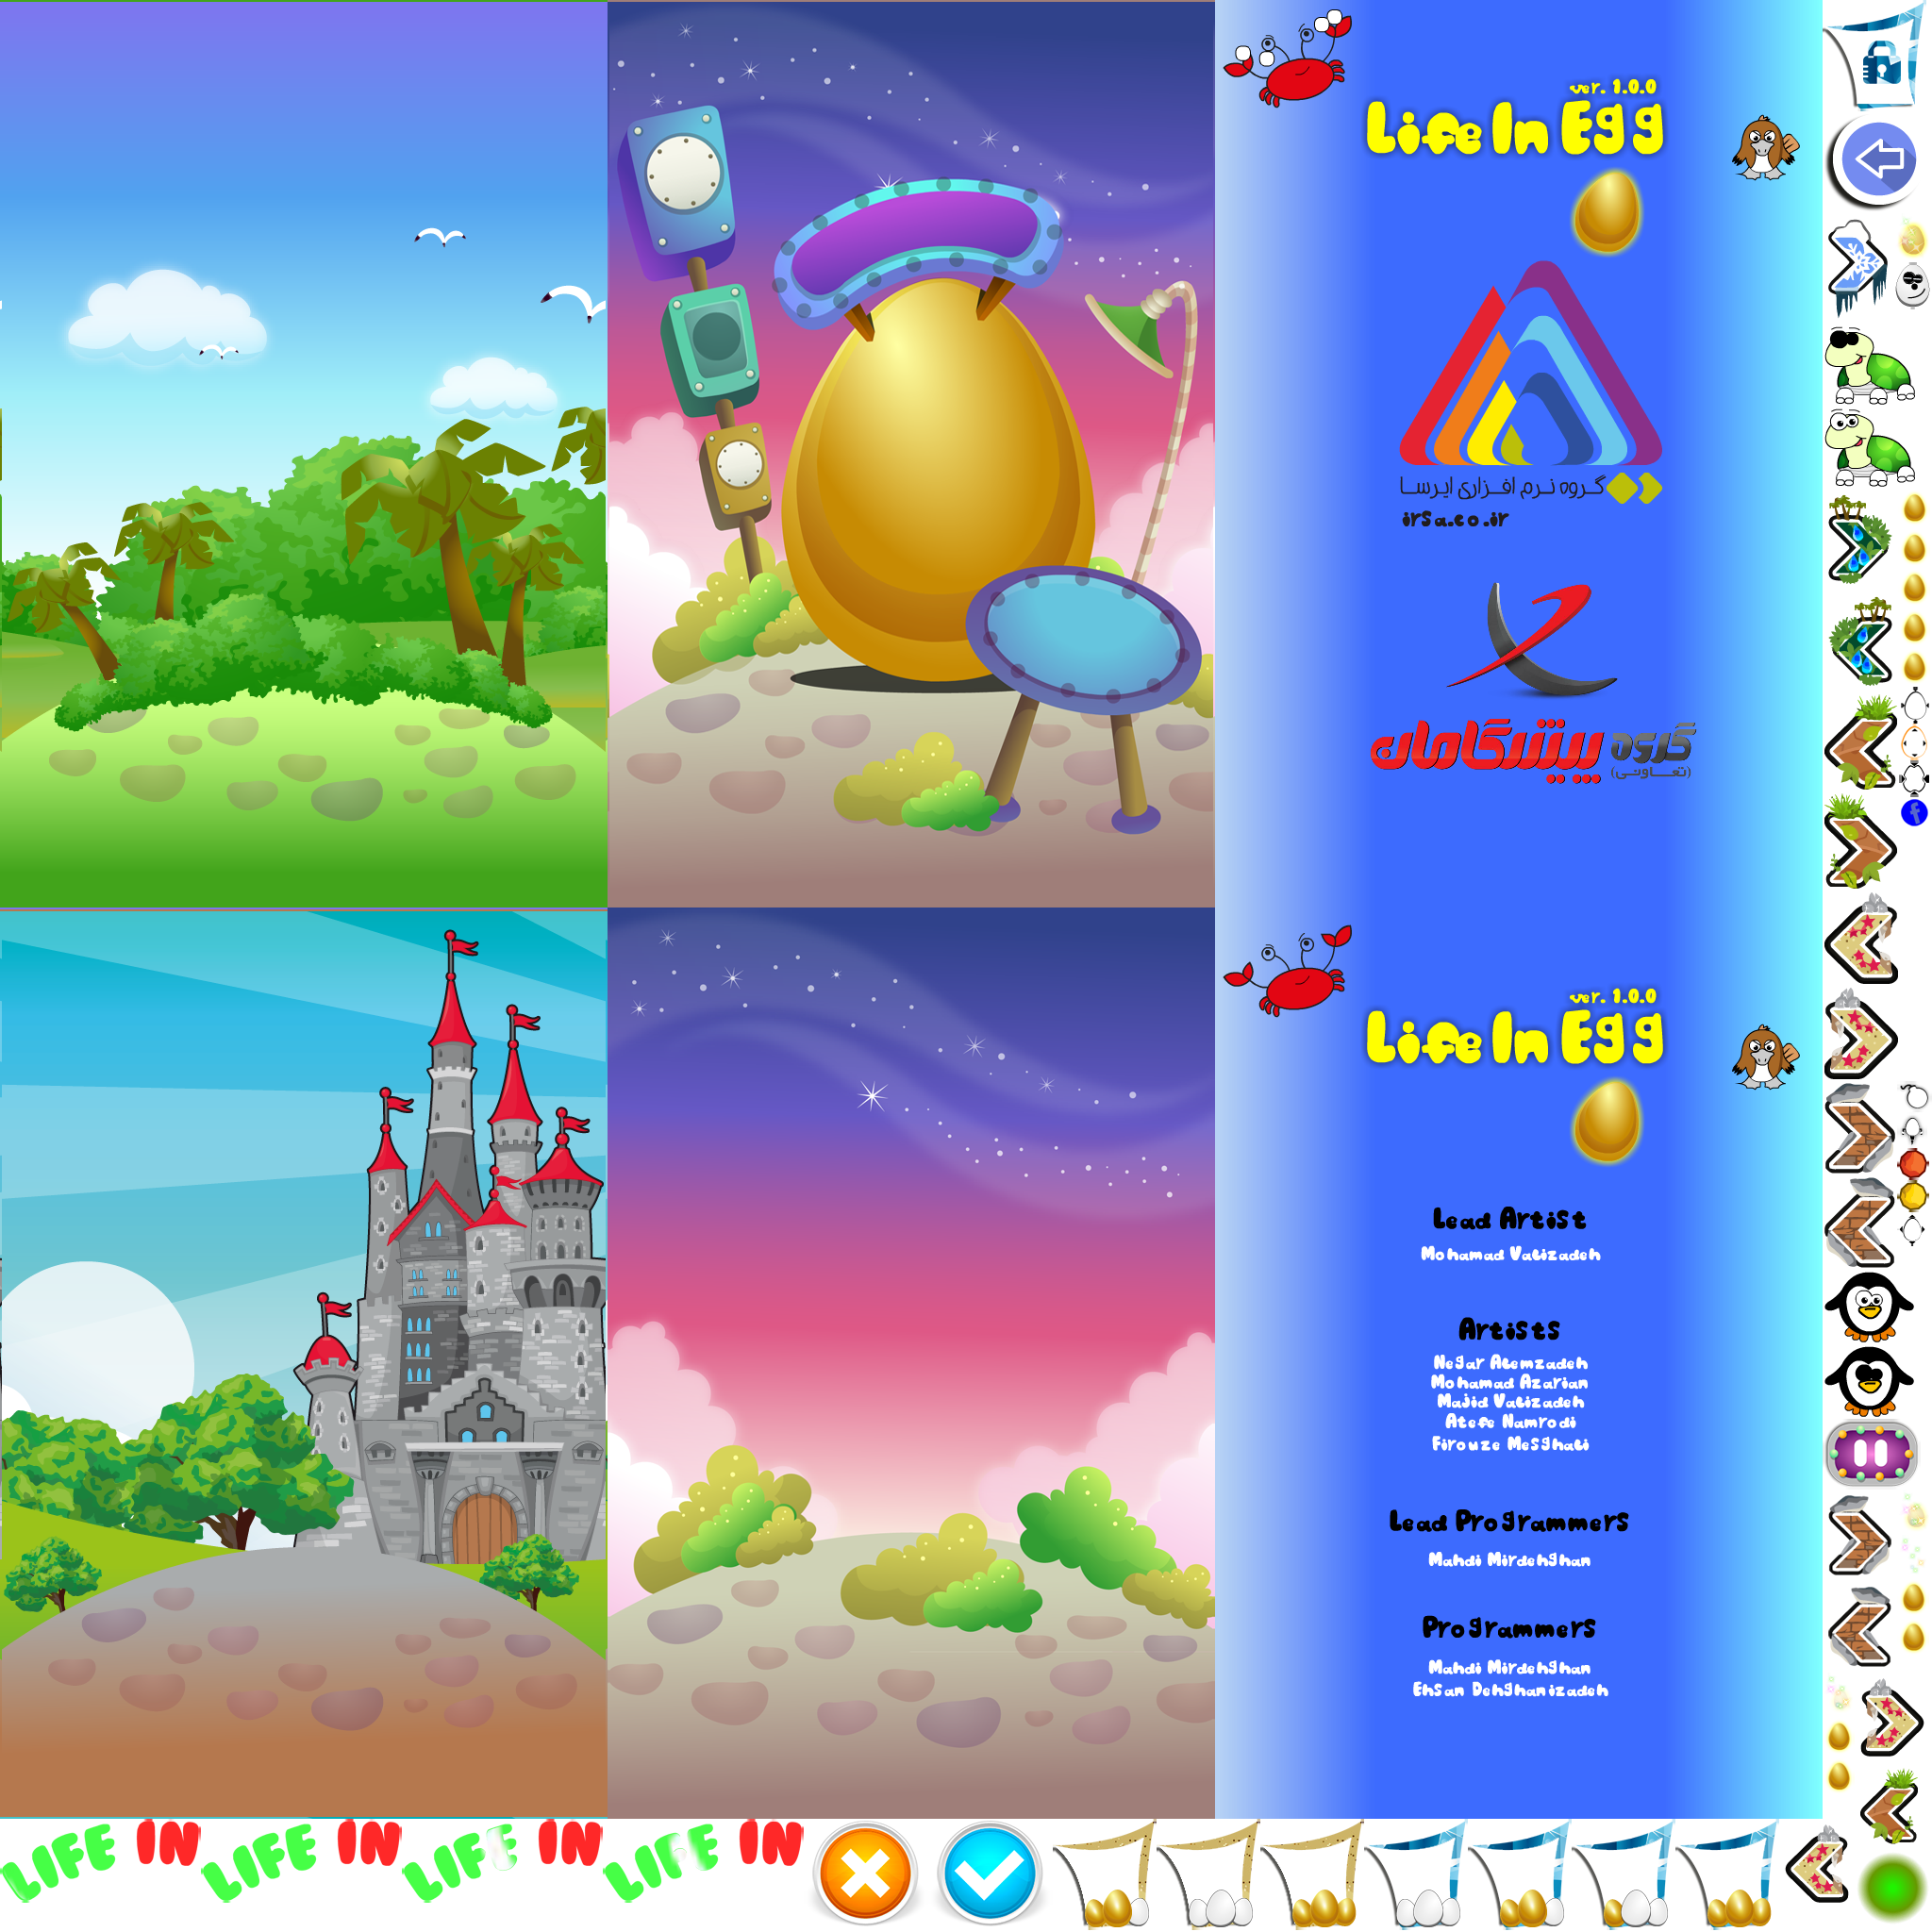 ver. 1.0.0
Life In Egg
گروه نرم افزاری ایرسا
irsa.co.ir
گروه پیشگامان
(تعاونی)
ver. 1.0.0
Life In Egg
Lead Artist
Mohamad Valizadeh
Artists
Negar Alemzadeh
Mohamad Azarian
Majid Valizadeh
Atefe Namrodi
Firouze Mesghali
Lead Programmers
Mahdi Mirdehghan
Programmers
Mahdi Mirdehghan
Ehsan Dehghanizadeh
LIFE IN LIFE IN LIFE IN LIFE IN
f